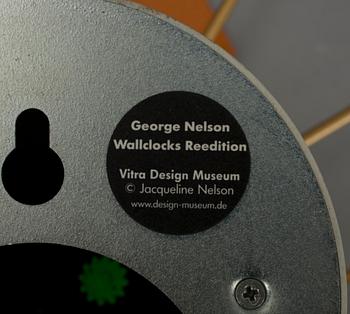 George Nelson
Wallclocks Reedition
Vitra Design Museum
© Jacqueline Nelson
www.design-museum.de